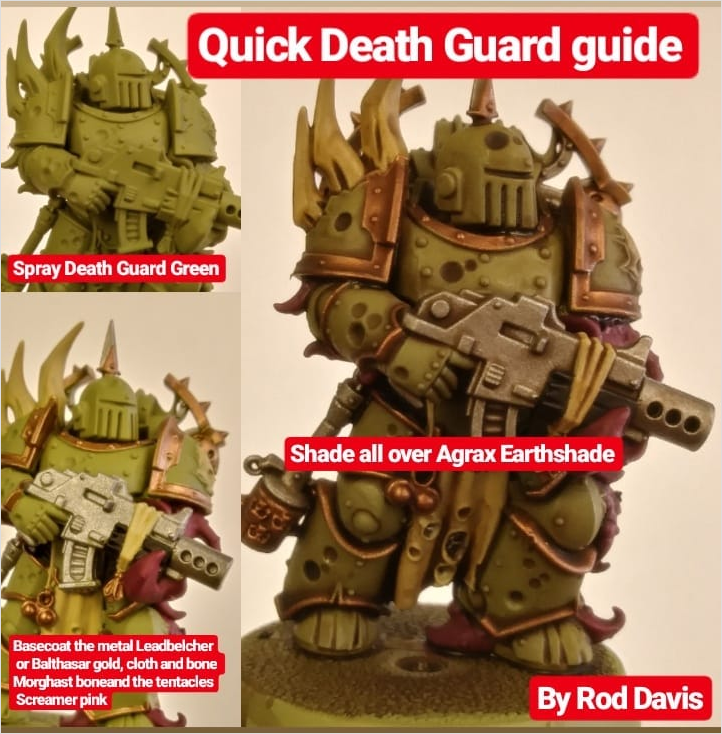 Quick Death Guard guide
Spray Death Guard Green
Shade all over Agrax Earthshade
Basecoat the metal Leadbelcher
or Balthasar gold, cloth and bone
Morghast boneand the tentacles
Screamer pink
By Rod Davis